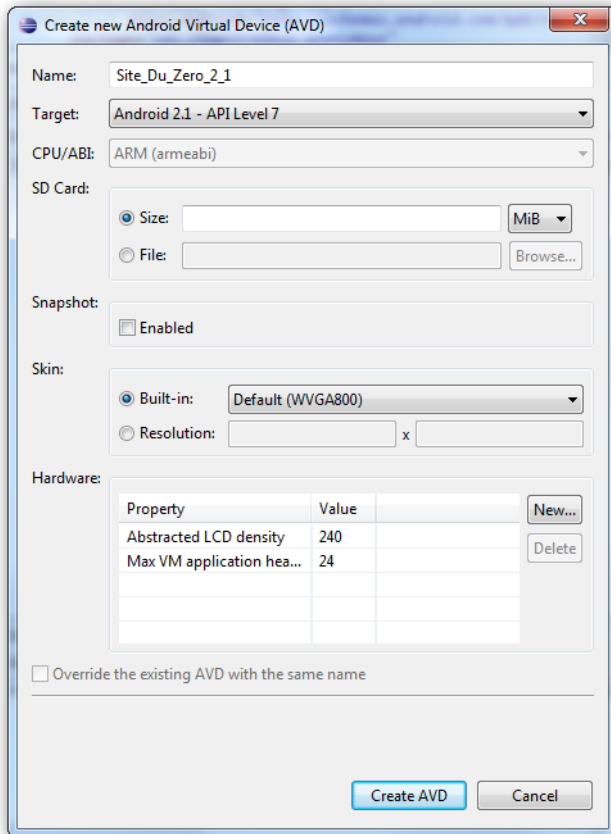 Create new Android Virtual Device (AVD)
Name: Site_Du_Zero_2_1
Target: Android 2.1 - API Level 7
CPU/ABI: ARM (armeabi)
SD Card:
Size: MiB
File: Browse...
Snapshot:
Enabled
Skin:
Built-in: Default (WVGA800)
Resolution: x
Hardware:
Property Value New...
Abstracted LCD density 240
Delete
Max VM application hea... 24
Override the existing AVD with the same name
Create AVD Cancel